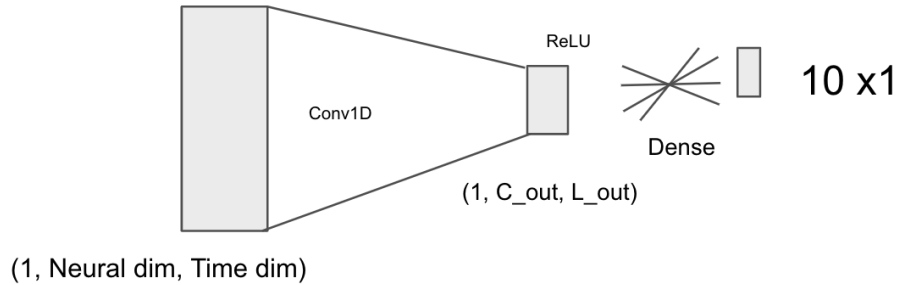 ReLU
Conv1D
10 x1
Dense
(1, C_out, L_out)
(1, Neural dim, Time dim)